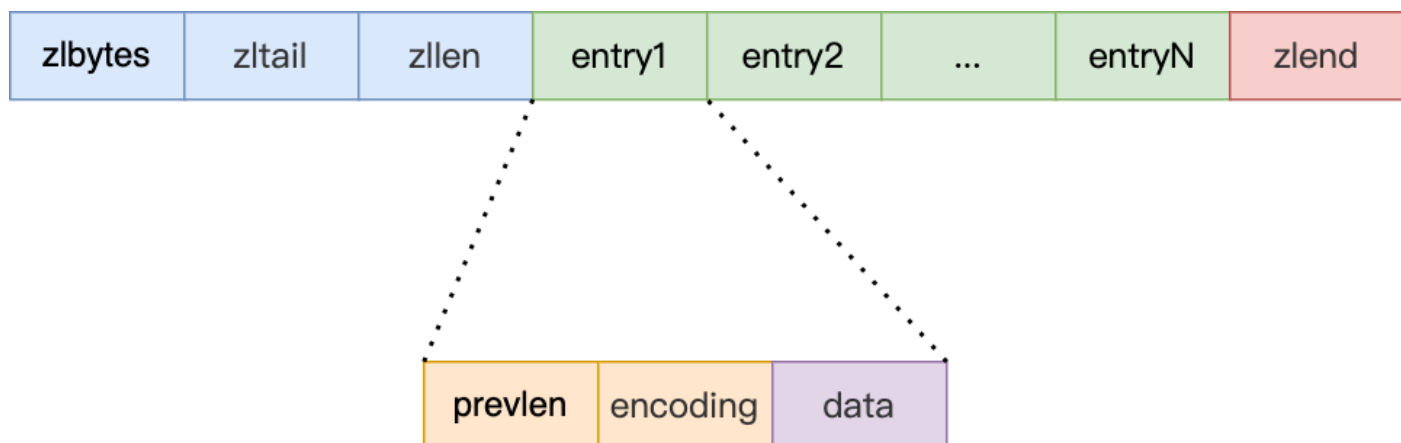 zlbytes zltail zllen entry1 entry2 ... entryN zlend
prevlen encoding data